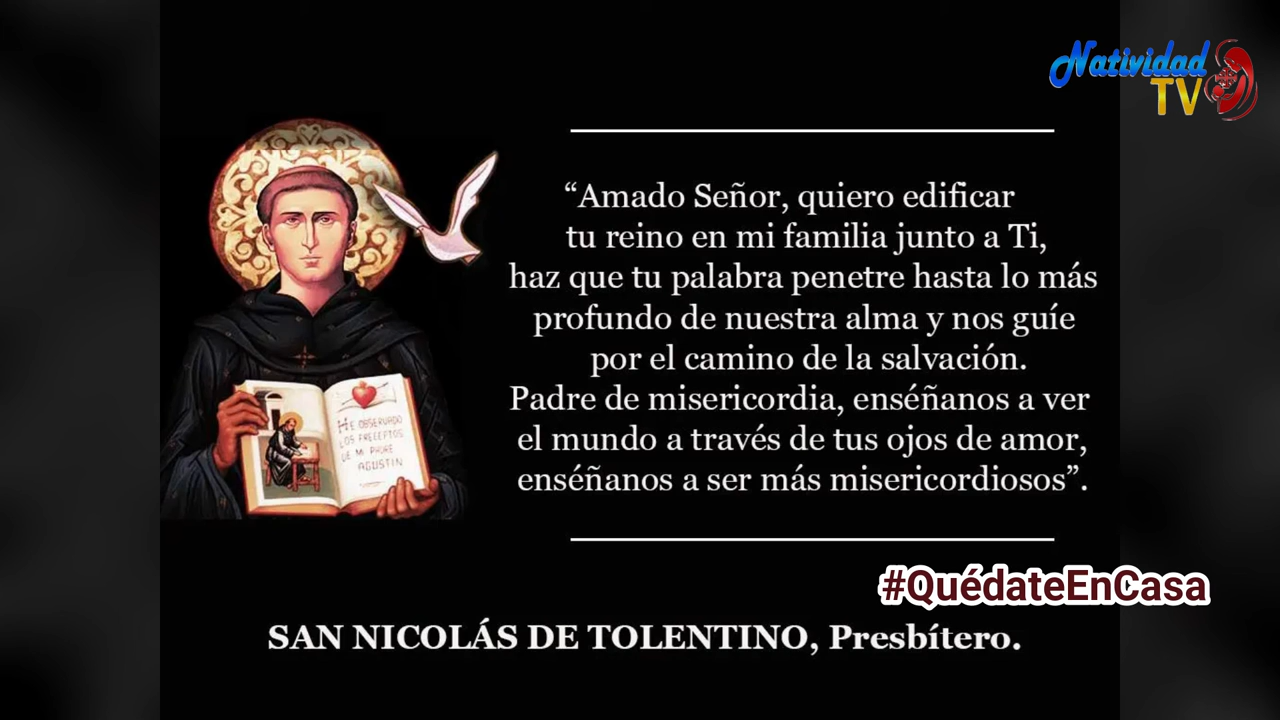 Natividad
TV
“Amado Señor, quiero edificar
tu reino en mi familia junto a Ti,
haz que tu palabra penetre hasta lo más
profundo de nuestra alma y nos guíe
por el camino de la salvación.
Padre de misericordia, enséñanos a ver
el mundo a través de tus ojos de amor,
enséñanos a ser más misericordiosos”.
HE OBSERVADO
LOS PRECEPTOS
DE MI PADRE
AGUSTIN
#QuédateEnCasa
SAN NICOLÁS DE TOLENTINO, Presbítero.